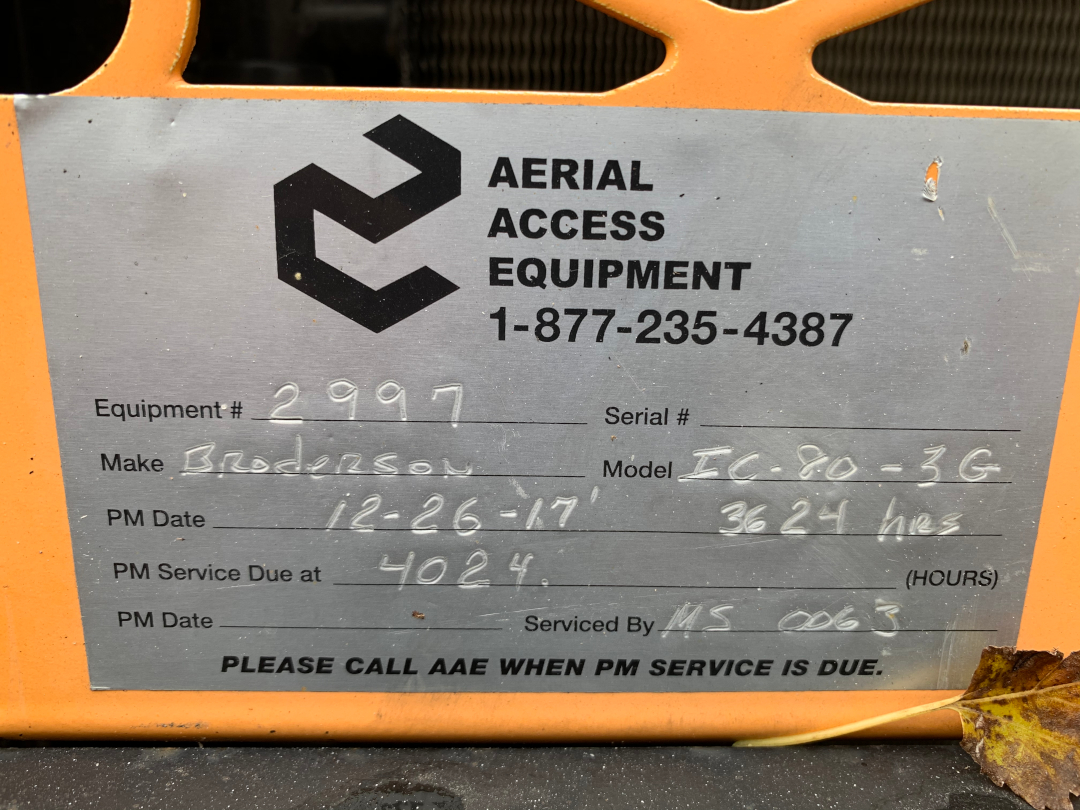 AERIAL
ACCESS
EQUIPMENT
1-877-235-4387
Equipment # 2997 Serial #
Make Broderson Model IC-80-3G
PM Date 12-26-'17' 3624 hrs
PM Service Due at 4024. (HOURS)
PM Date Serviced By MS 0063
PLEASE CALL AAE WHEN PM SERVICE IS DUE.